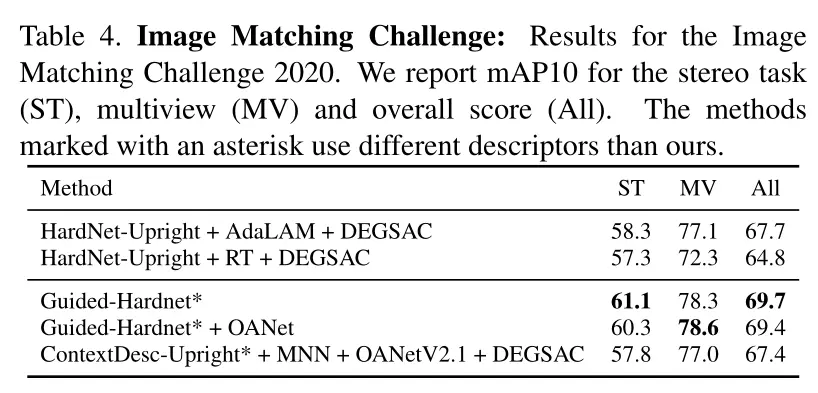 Table 4. Image Matching Challenge: Results for the Image
Matching Challenge 2020. We report mAP10 for the stereo task
(ST), multiview (MV) and overall score (All). The methods
marked with an asterisk use different descriptors than ours.
Method ST MV All
HardNet-Upright + AdaLAM + DEGSAC 58.3 77.1 67.7
HardNet-Upright + RT + DEGSAC 57.3 72.3 64.8
Guided-Hardnet* 61.1 78.3 69.7
Guided-Hardnet* + OANet 60.3 78.6 69.4
ContextDesc-Upright* + MNN + OANetV2.1 + DEGSAC 57.8 77.0 67.4